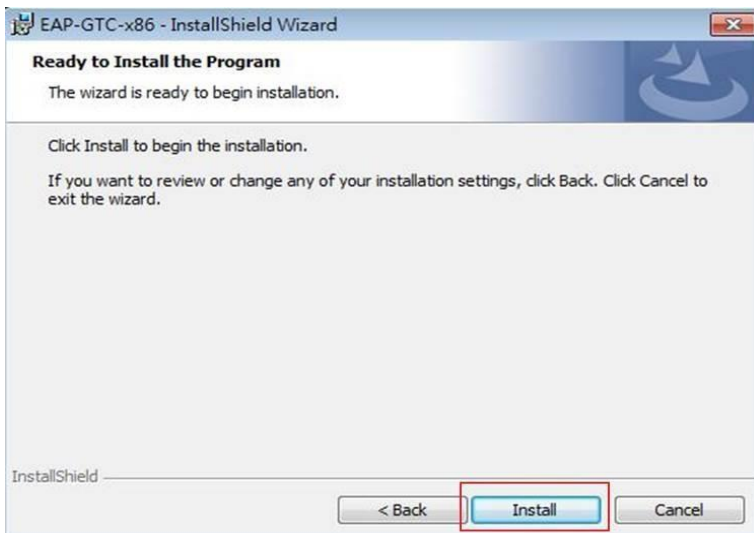 EAP-GTC-x86 - InstallShield Wizard
Ready to Install the Program
The wizard is ready to begin installation.
Click Install to begin the installation.
If you want to review or change any of your installation settings, click Back. Click Cancel to
exit the wizard.
InstallShield
< Back Install Cancel